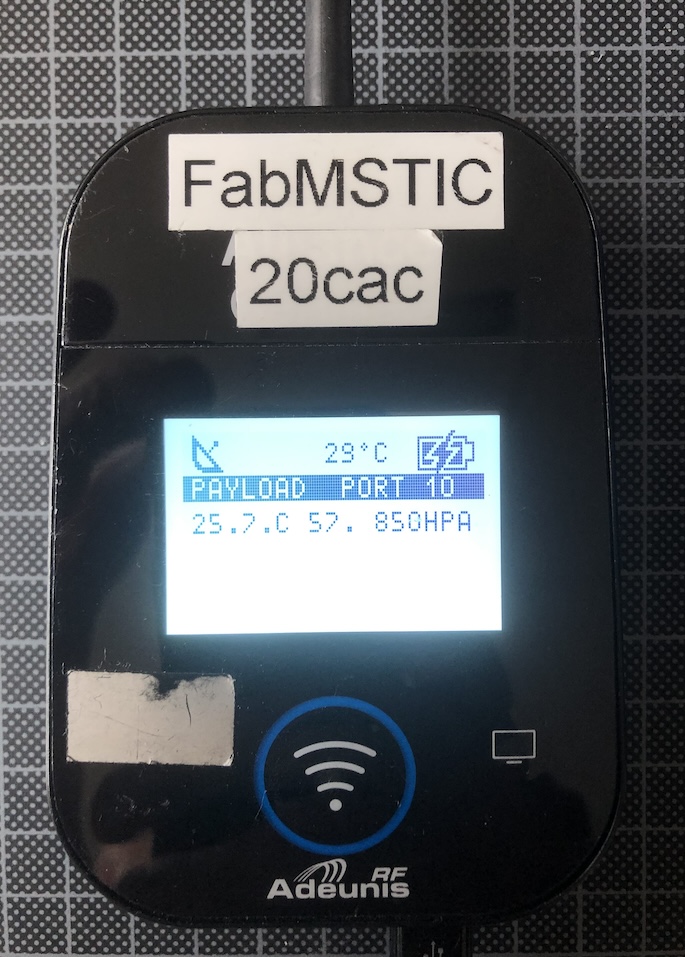 FabMSTIC
20cac
29°C
PAYLOAD PORT 10
25.7.C 57. 850HPA
Adeunis RF